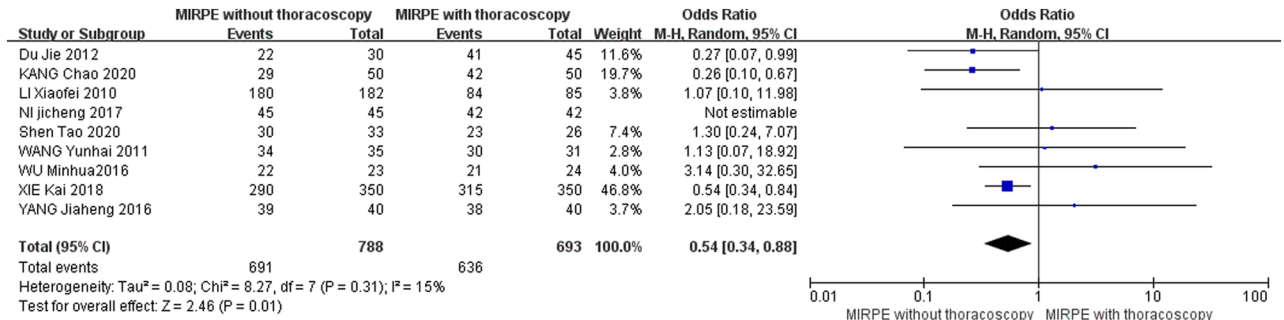 MIRPE without thoracoscopy MIRPE with thoracoscopy Odds Ratio Odds Ratio
Study or Subgroup Events Total Events Total Weight M-H, Random, 95% CI M-H, Random, 95% CI
Du Jie 2012 22 30 41 45 11.6% 0.27 [0.07, 0.99]
KANG Chao 2020 29 50 42 50 19.7% 0.26 [0.10, 0.67]
LI Xiaofei 2010 180 182 84 85 3.8% 1.07 [0.10, 11.98]
NI jicheng 2017 45 45 42 42 Not estimable
Shen Tao 2020 30 33 23 26 7.4% 1.30 [0.24, 7.07]
WANG Yunhai 2011 34 35 30 31 2.8% 1.13 [0.07, 18.92]
WU Minhua2016 22 23 21 24 4.0% 3.14 [0.30, 32.65]
XIE Kai 2018 290 350 315 350 46.8% 0.54 [0.34, 0.84]
YANG Jiaheng 2016 39 40 38 40 3.7% 2.05 [0.18, 23.59]
Total (95% CI) 788 693 100.0% 0.54 [0.34, 0.88]
Total events 691 636
Heterogeneity: Tau² = 0.08; Chi² = 8.27, df = 7 (P = 0.31); I² = 15%
Test for overall effect: Z = 2.46 (P = 0.01)
0.01 0.1 1 10 100
MIRPE without thoracoscopy MIRPE with thoracoscopy